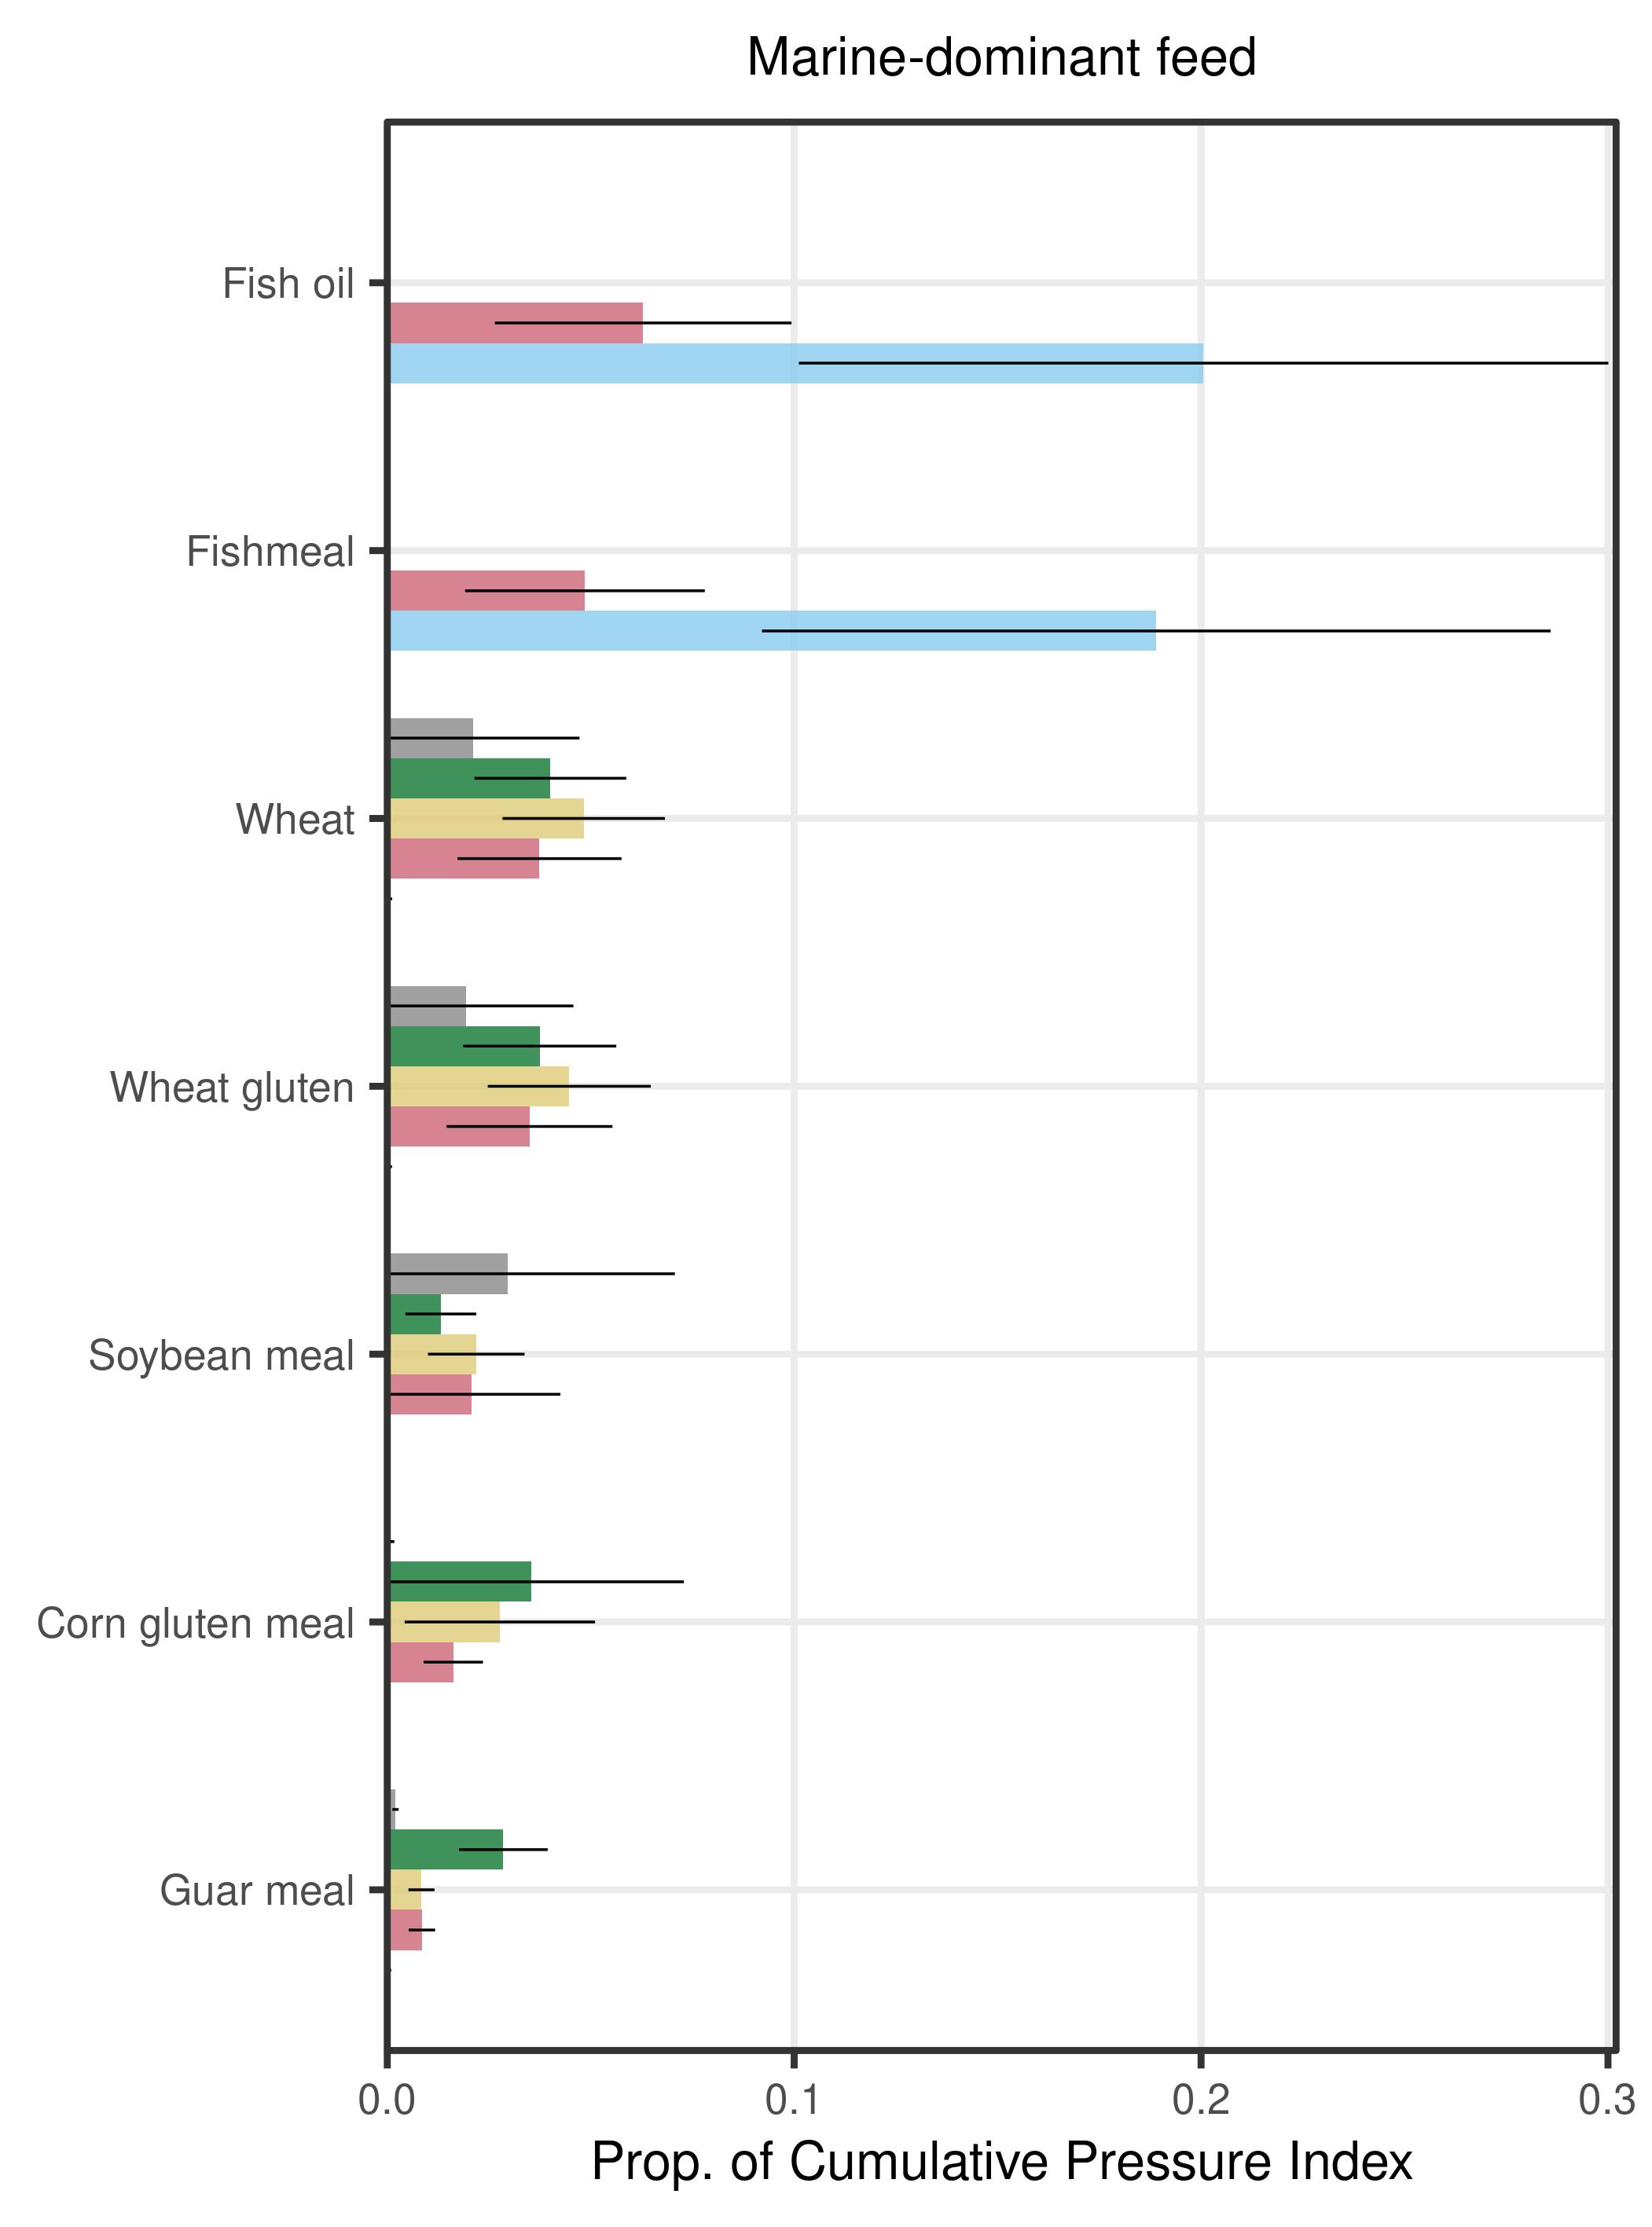 Marine-dominant feed
Fish oil
Fishmeal
Wheat
Wheat gluten
Soybean meal
Corn gluten meal
Guar meal
0.0 0.1 0.2 0.3
Prop. of Cumulative Pressure Index